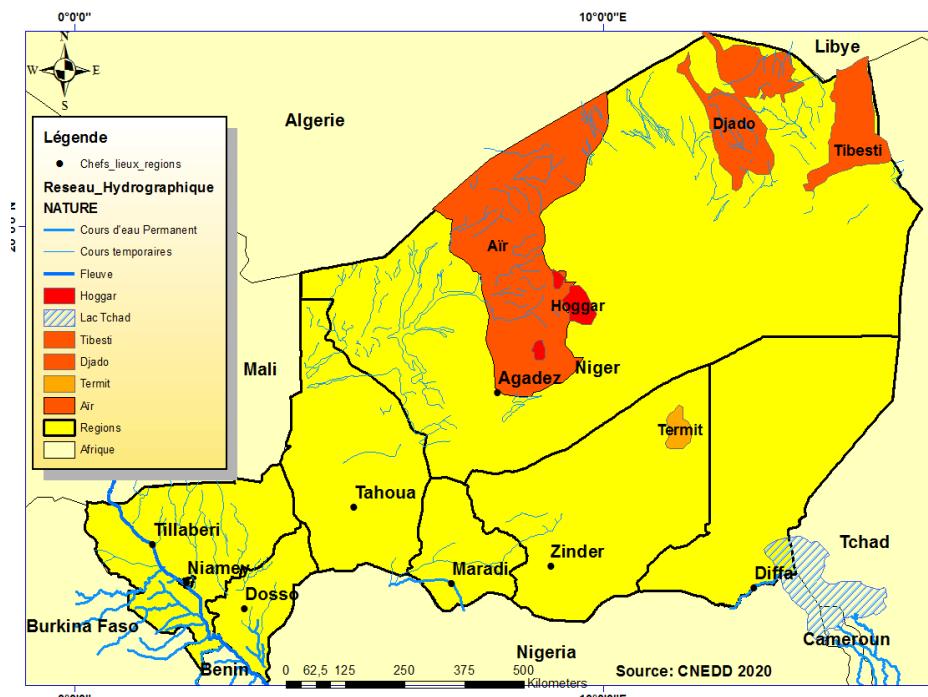 0°0'0"
10°0'0"E
N
W
E
S
Libye
Algerie
Djado
Tibesti
Légende
Chefs_lieux_regions
Reseau_Hydrographique
NATURE
Cours d'eau Permanent
Cours temporaires
Fleuve
Hoggar
Lac Tchad
Tibesti
Djado
Termit
Aïr
Regions
Afrique
Aïr
Hoggar
Mali
Niger
Agadez
Termit
Tahoua
Tillaberi
Zinder
Tchad
Niamey
Maradi
Diffa
Dosso
Burkina Faso
Cameroun
Nigeria
Benin
0 62,5 125 250 375 500
Kilometers
Source: CNEDD 2020